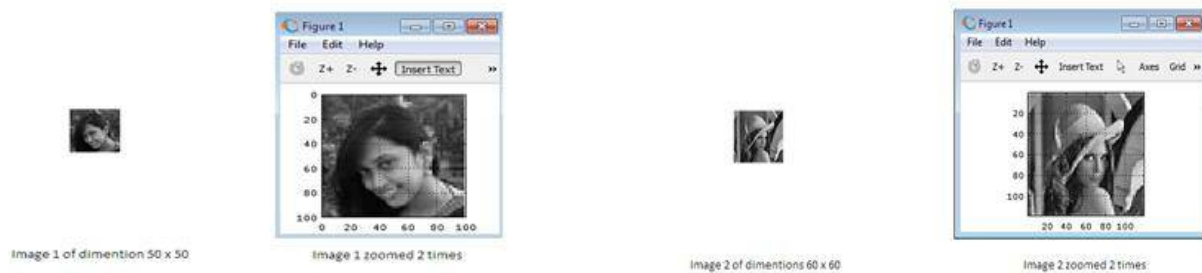 Figure 1
File Edit Help
Z+ Z- Insert Text »
0
20
40
60
80
100
0 20 40 60 80 100
Image 1 of dimention 50 x 50
Image 1 zoomed 2 times
Figure 1
File Edit Help
Z+ Z- Insert Text Axes Grid »
20
40
60
80
100
20 40 60 80 100
Image 2 of dimentions 60 x 60
Image 2 zoomed 2 times